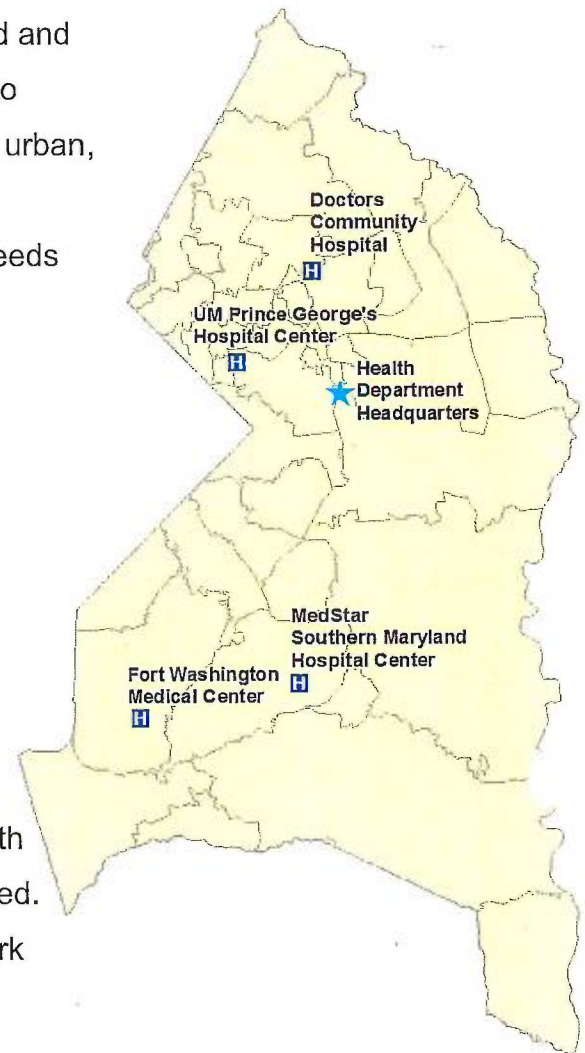 d and
o
urban,
eeds
Doctors
Community
Hospital
H
UM Prince George's
Hospital Center
H
Health
Department
Headquarters
MedStar
Southern Maryland
Hospital Center
H
Fort Washington
Medical Center
H
th
ed.
rk